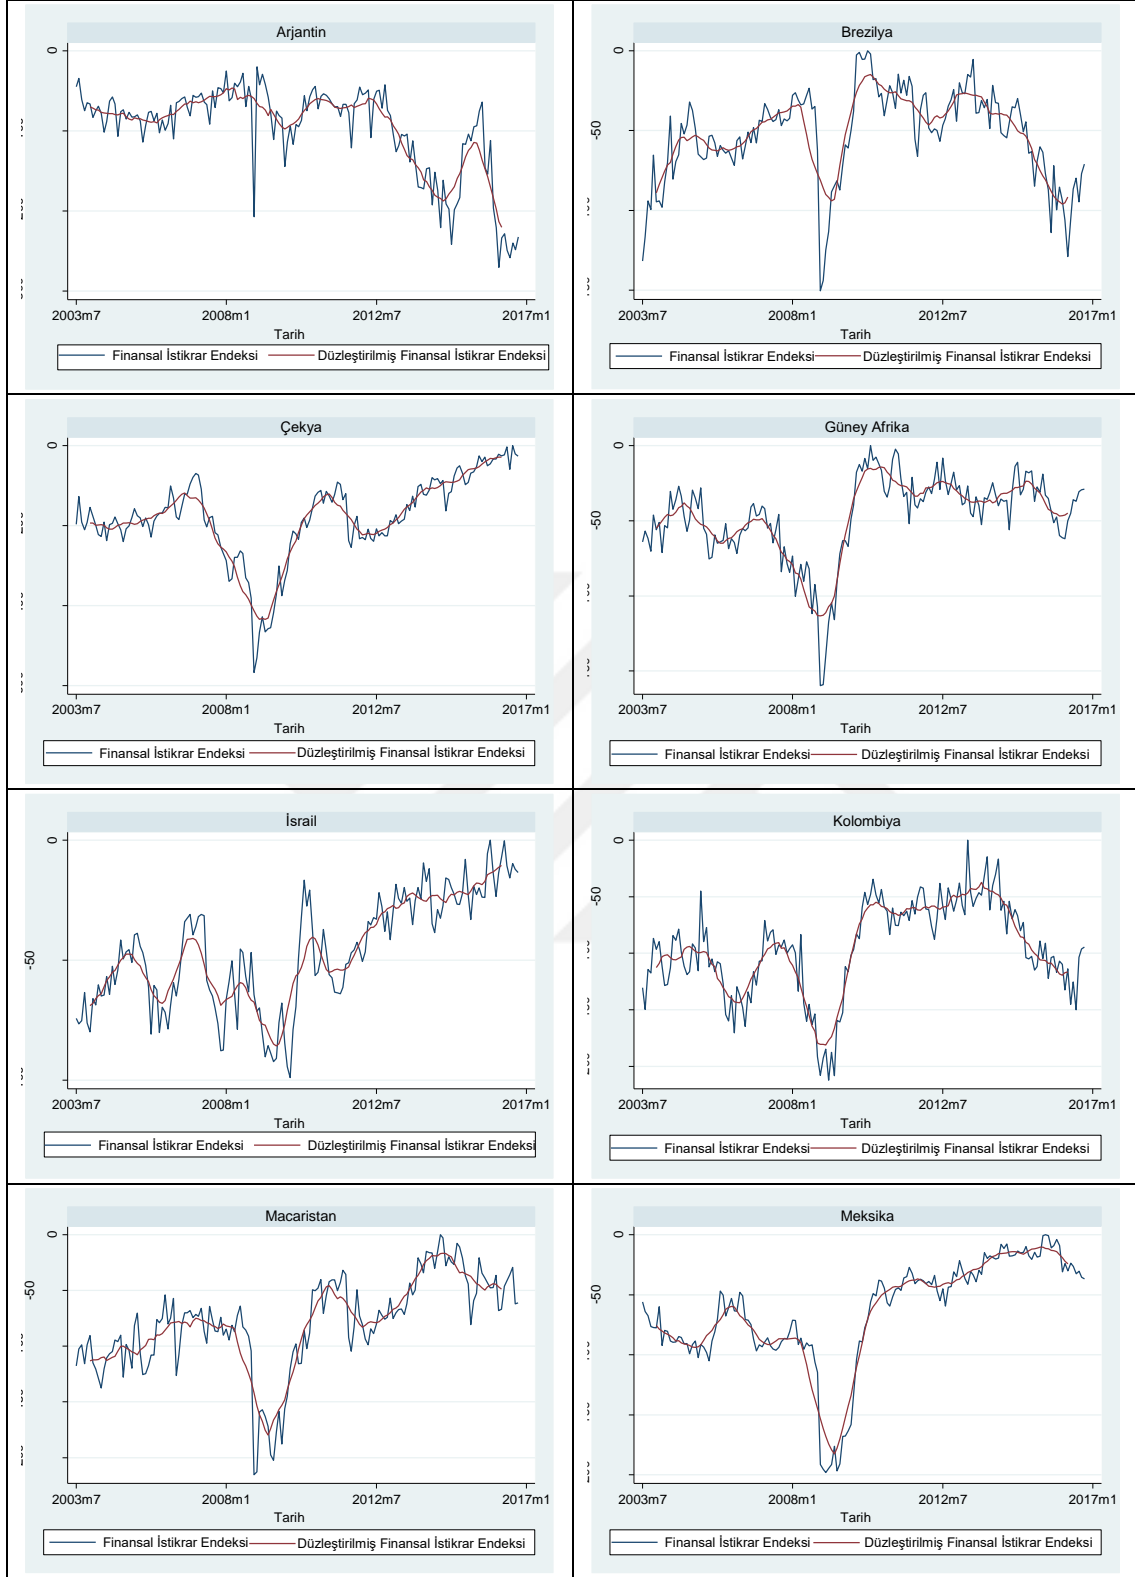 Arjantin
0
2003m7 2008m1 2012m7 2017m1
Tarih
Finansal İstikrar Endeksi Düzleştirilmiş Finansal İstikrar Endeksi
Brezilya
0
-50
2003m7 2008m1 2012m7 2017m1
Tarih
Finansal İstikrar Endeksi Düzleştirilmiş Finansal İstikrar Endeksi
Çekya
0
2003m7 2008m1 2012m7 2017m1
Tarih
Finansal İstikrar Endeksi Düzleştirilmiş Finansal İstikrar Endeksi
Güney Afrika
0
-50
2003m7 2008m1 2012m7 2017m1
Tarih
Finansal İstikrar Endeksi Düzleştirilmiş Finansal İstikrar Endeksi
İsrail
0
-50
2003m7 2008m1 2012m7 2017m1
Tarih
Finansal İstikrar Endeksi Düzleştirilmiş Finansal İstikrar Endeksi
Kolombiya
0
-50
2003m7 2008m1 2012m7 2017m1
Tarih
Finansal İstikrar Endeksi Düzleştirilmiş Finansal İstikrar Endeksi
Macaristan
0
-50
2003m7 2008m1 2012m7 2017m1
Tarih
Finansal İstikrar Endeksi Düzleştirilmiş Finansal İstikrar Endeksi
Meksika
0
-50
2003m7 2008m1 2012m7 2017m1
Tarih
Finansal İstikrar Endeksi Düzleştirilmiş Finansal İstikrar Endeksi